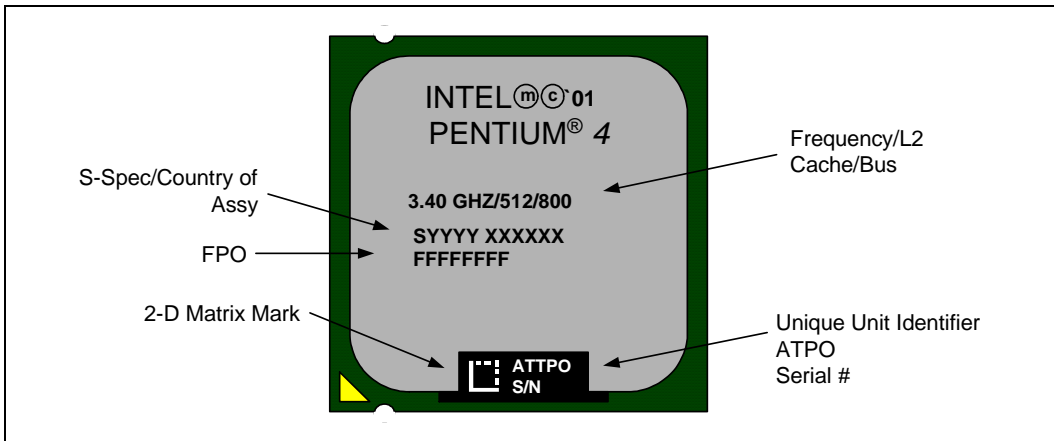 INTEL ⓜ ⓒ `01
PENTIUM® 4
Frequency/L2
Cache/Bus
S-Spec/Country of
Assy
3.40 GHZ/512/800
SYYYY XXXXXX
FPO
FFFFFFFF
2-D Matrix Mark
ATTPO
S/N
Unique Unit Identifier
ATPO
Serial #